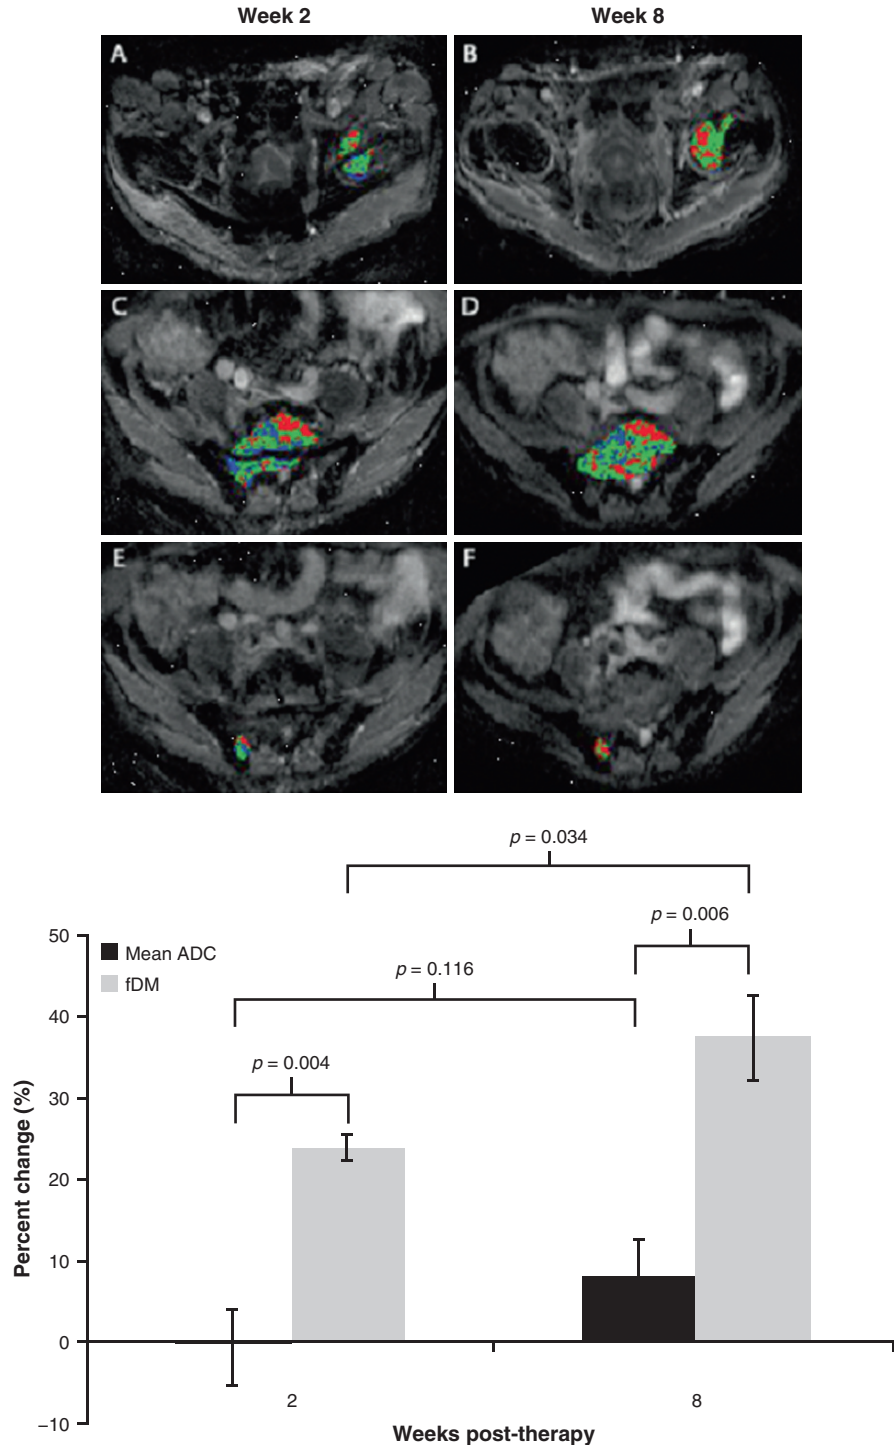 Week 2
Week 8
A
B
C
D
E
F
p = 0.034
p = 0.006
50
Mean ADC
fDM
p = 0.116
40
p = 0.004
30
20
10
0
2
8
−10
Percent change (%)
Weeks post-therapy